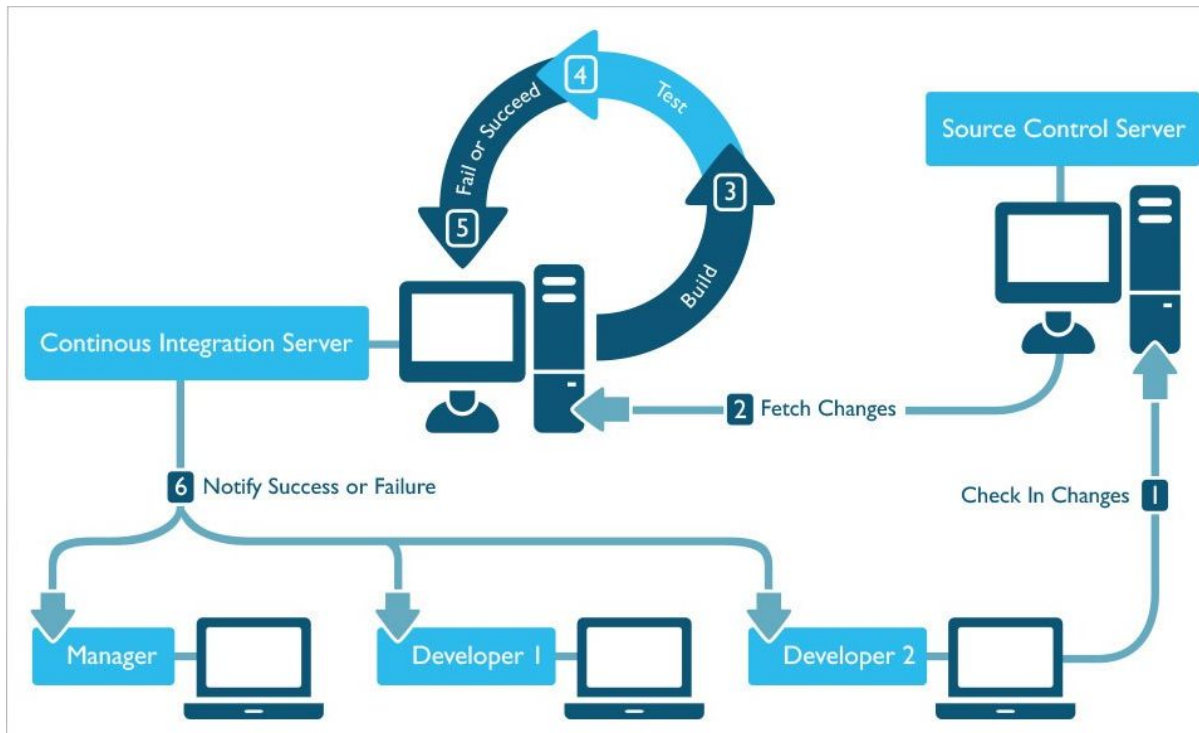 4
Test
Fail or Succeed
Source Control Server
3
5
Build
Continous Integration Server
2 Fetch Changes
6 Notify Success or Failure
Check In Changes 1
Manager
Developer 1
Developer 2